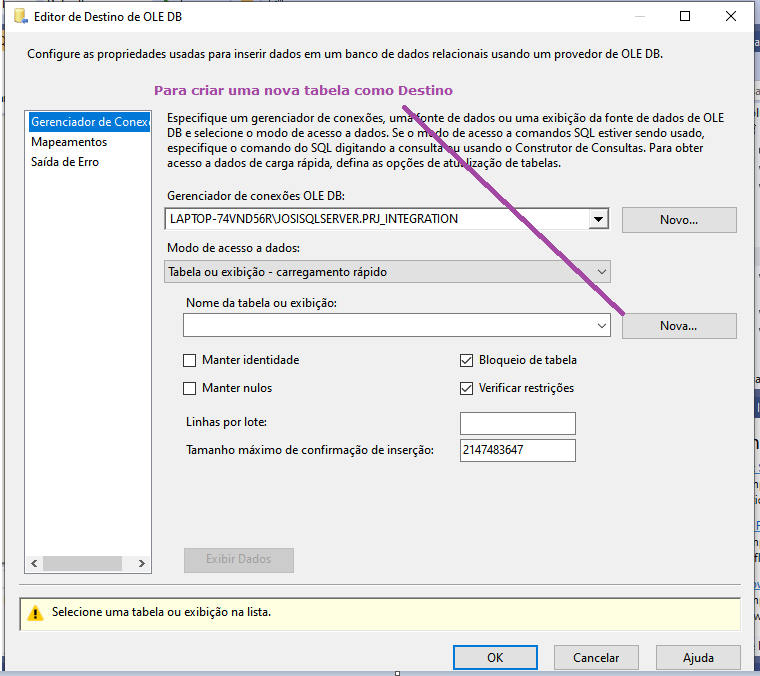 Editor de Destino de OLE DB
Configure as propriedades usadas para inserir dados em um banco de dados relacionais usando um provedor de OLE DB.
Para criar uma nova tabela como Destino
Gerenciador de Conex
Mapeamentos
Saída de Erro
Especifique um gerenciador de conexões, uma fonte de dados ou uma exibição da fonte de dados de OLE
DB e selecione o modo de acesso a dados. Se o modo de acesso a comandos SQL estiver sendo usado,
especifique o comando do SQL digitando a consulta ou usando o Construtor de Consultas. Para obter
acesso a dados de carga rápida, defina as opções de atualização de tabelas.
Gerenciador de conexões OLE DB:
LAPTOP-74VND56R\JOSISQLSERVER.PRJ_INTEGRATION
Novo...
Modo de acesso a dados:
Tabela ou exibição - carregamento rápido
Nome da tabela ou exibição:
Nova...
Manter identidade
Bloqueio de tabela
Manter nulos
Verificar restrições
Linhas por lote:
Tamanho máximo de confirmação de inserção:
2147483647
Exibir Dados
Selecione uma tabela ou exibição na lista.
OK
Cancelar
Ajuda